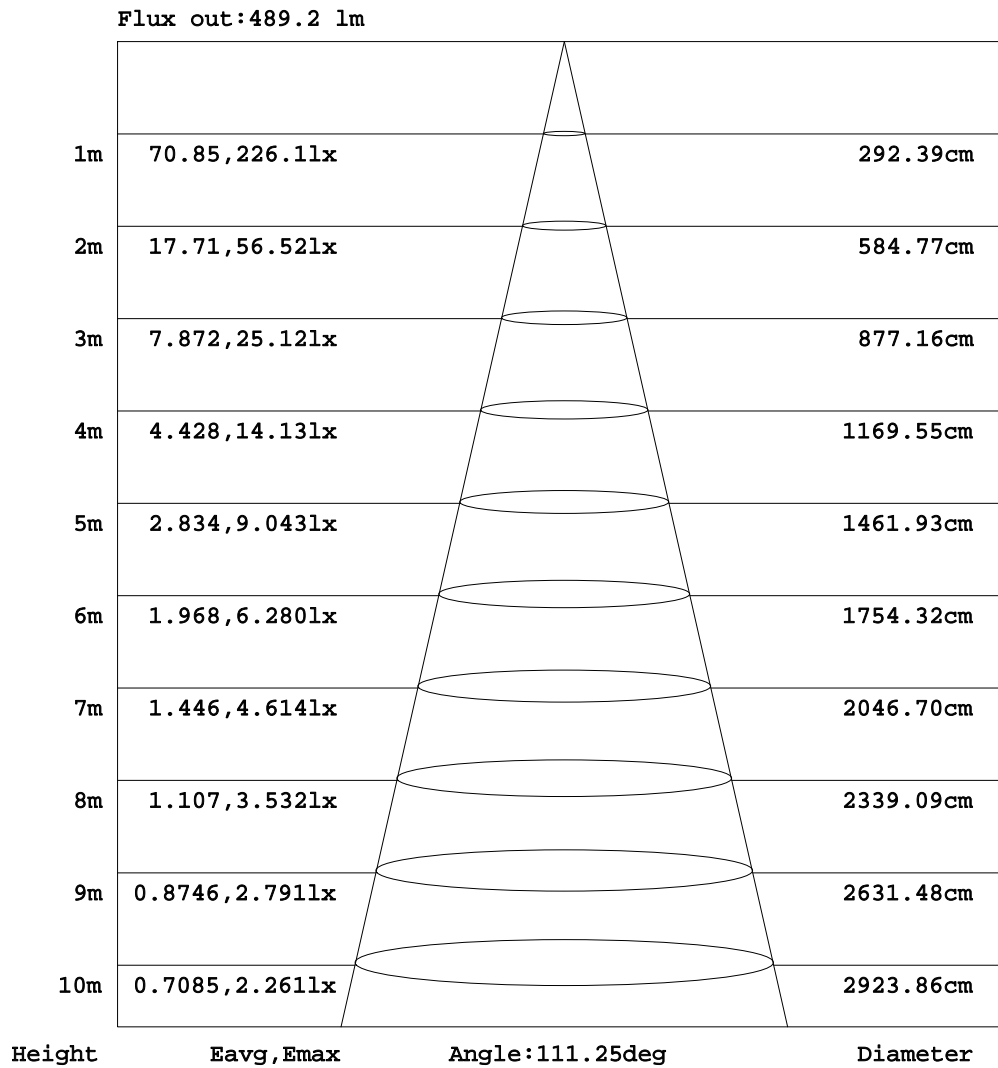 Flux out:489.2 lm
1m 70.85,226.1lx 292.39cm
2m 17.71,56.52lx 584.77cm
3m 7.872,25.12lx 877.16cm
4m 4.428,14.13lx 1169.55cm
5m 2.834,9.043lx 1461.93cm
6m 1.968,6.280lx 1754.32cm
7m 1.446,4.614lx 2046.70cm
8m 1.107,3.532lx 2339.09cm
9m 0.8746,2.791lx 2631.48cm
10m 0.7085,2.261lx 2923.86cm
Height Eavg,Emax Angle:111.25deg Diameter